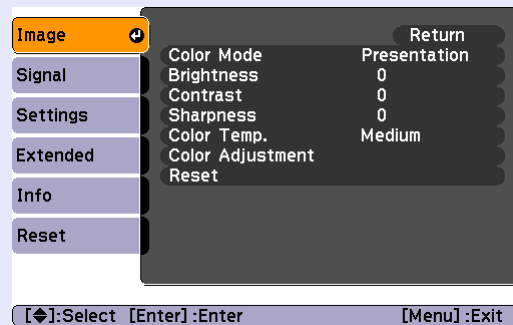 Image
Signal
Settings
Extended
Info
Reset
Return
Color Mode Presentation
Brightness 0
Contrast 0
Sharpness 0
Color Temp. Medium
Color Adjustment
Reset
[◆]:Select [Enter]:Enter [Menu]:Exit